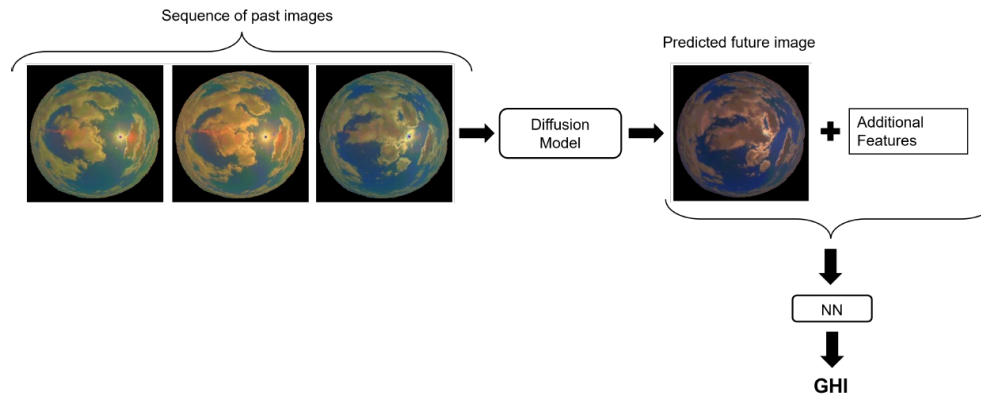 Sequence of past images
Predicted future image
Diffusion
Model
Additional
Features
NN
GHI